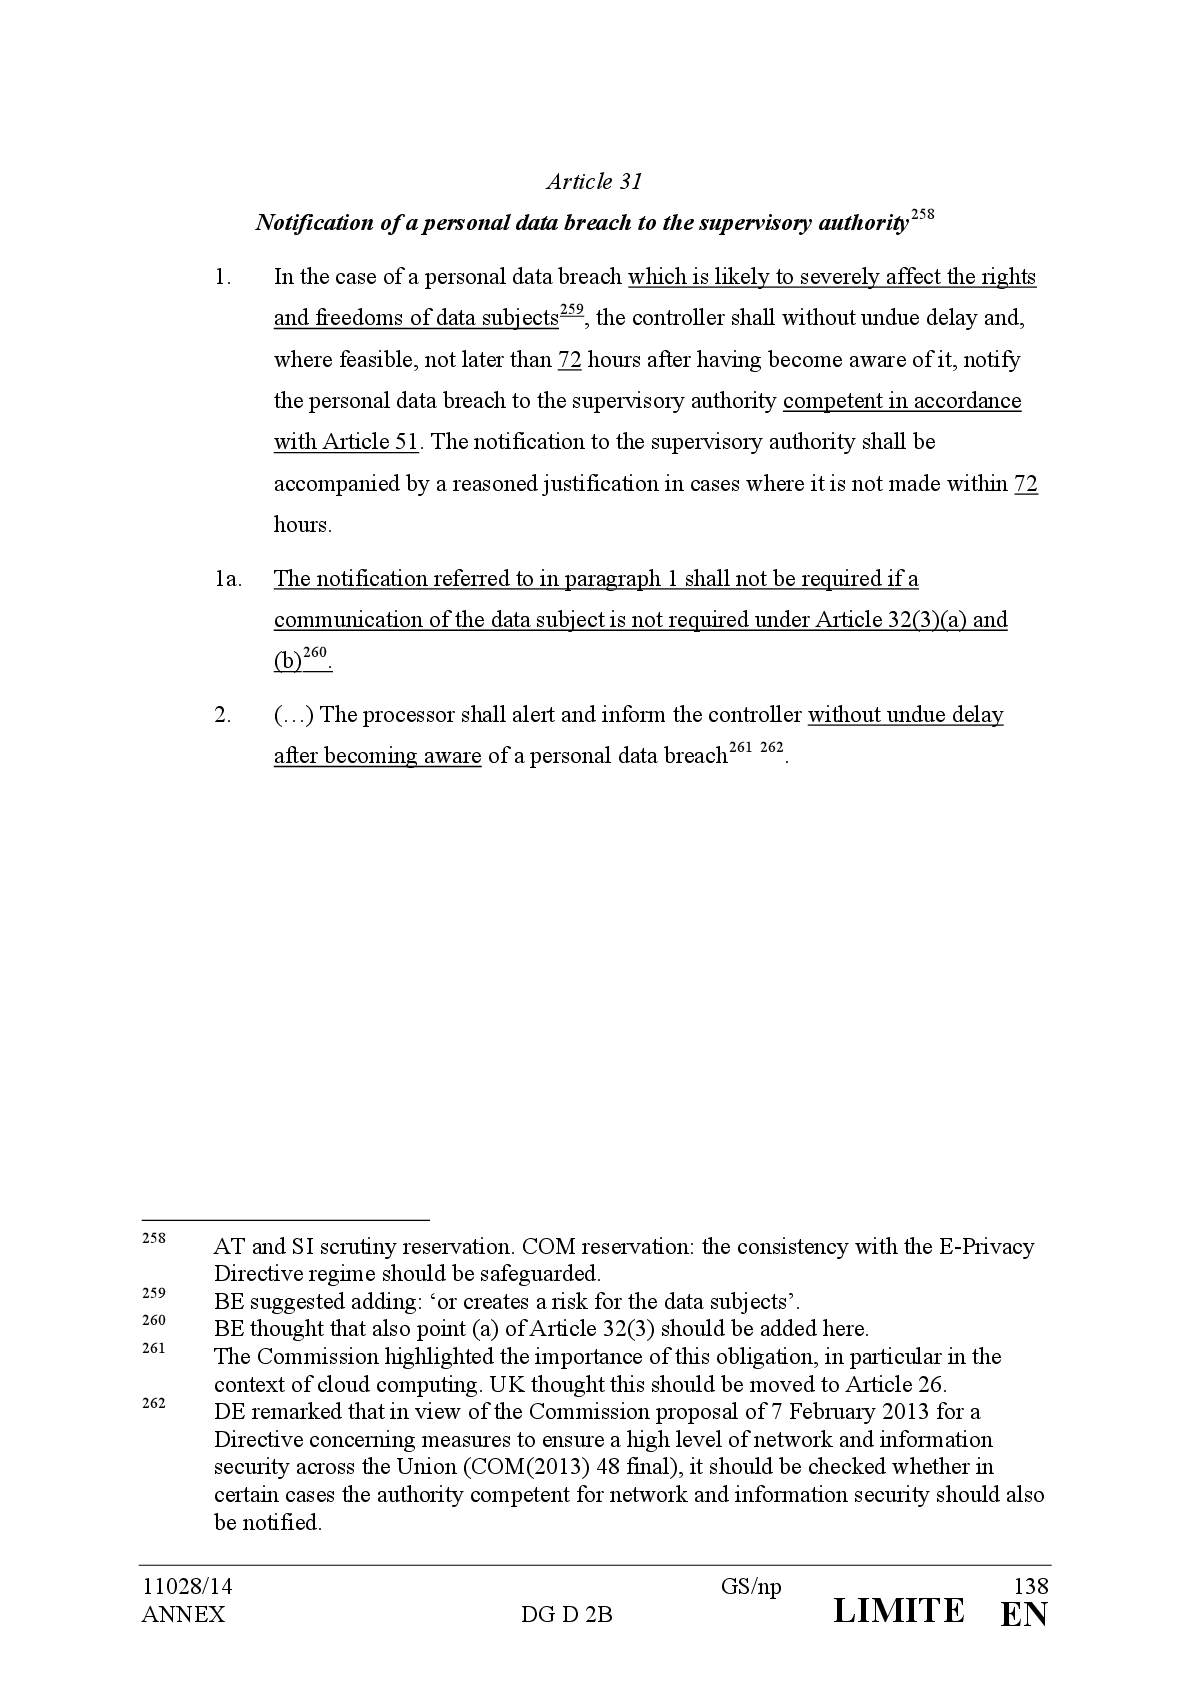 Article 31
Notification of a personal data breach to the supervisory authority258
1. In the case of a personal data breach which is likely to severely affect the rights
and freedoms of data subjects259, the controller shall without undue delay and,
where feasible, not later than 72 hours after having become aware of it, notify
the personal data breach to the supervisory authority competent in accordance
with Article 51. The notification to the supervisory authority shall be
accompanied by a reasoned justification in cases where it is not made within 72
hours.
1a. The notification referred to in paragraph 1 shall not be required if a
communication of the data subject is not required under Article 32(3)(a) and
(b)260.
2. (…) The processor shall alert and inform the controller without undue delay
after becoming aware of a personal data breach261 262.
258 AT and SI scrutiny reservation. COM reservation: the consistency with the E-Privacy
Directive regime should be safeguarded.
259 BE suggested adding: ‘or creates a risk for the data subjects’.
260 BE thought that also point (a) of Article 32(3) should be added here.
261 The Commission highlighted the importance of this obligation, in particular in the
context of cloud computing. UK thought this should be moved to Article 26.
262 DE remarked that in view of the Commission proposal of 7 February 2013 for a
Directive concerning measures to ensure a high level of network and information
security across the Union (COM(2013) 48 final), it should be checked whether in
certain cases the authority competent for network and information security should also
be notified.
11028/14 GS/np 138
ANNEX DG D 2B LIMITE EN